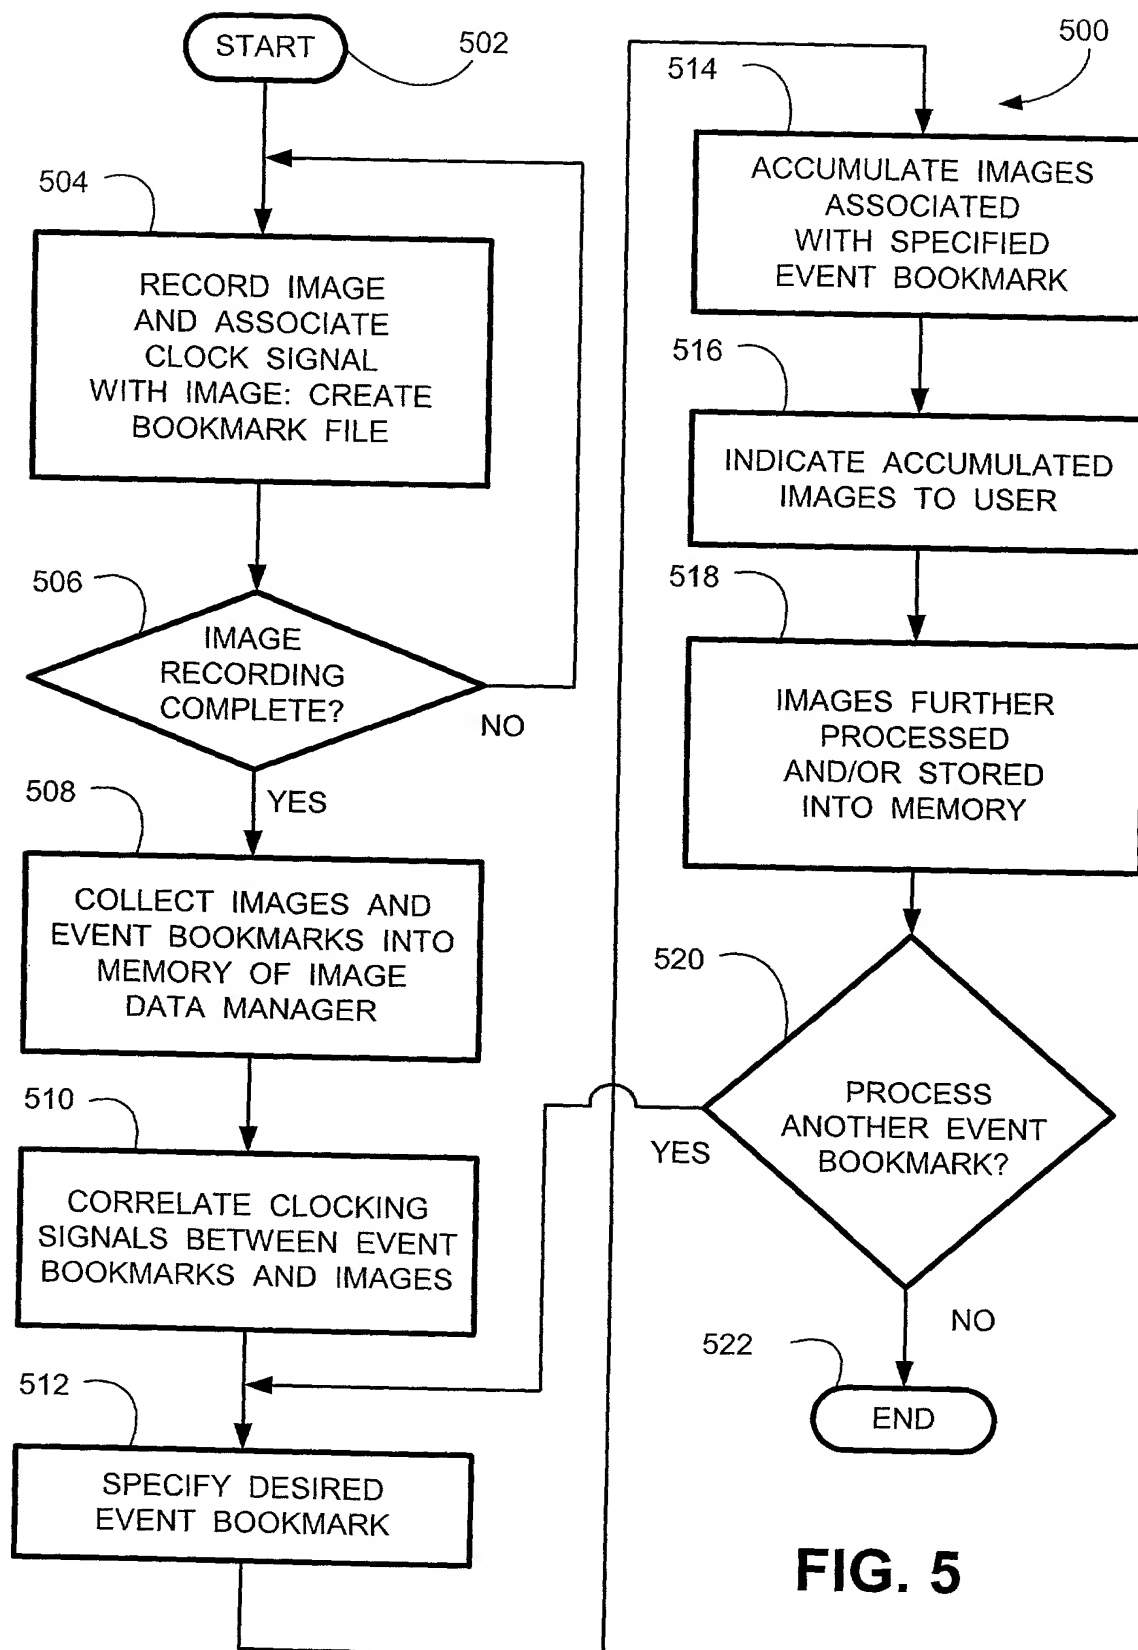 START
502
504
RECORD IMAGE
AND ASSOCIATE
CLOCK SIGNAL
WITH IMAGE: CREATE
BOOKMARK FILE
506
IMAGE
RECORDING
COMPLETE?
NO
YES
508
COLLECT IMAGES AND
EVENT BOOKMARKS INTO
MEMORY OF IMAGE
DATA MANAGER
510
CORRELATE CLOCKING
SIGNALS BETWEEN EVENT
BOOKMARKS AND IMAGES
512
SPECIFY DESIRED
EVENT BOOKMARK
500
514
ACCUMULATE IMAGES
ASSOCIATED
WITH SPECIFIED
EVENT BOOKMARK
516
INDICATE ACCUMULATED
IMAGES TO USER
518
IMAGES FURTHER
PROCESSED
AND/OR STORED
INTO MEMORY
520
PROCESS
ANOTHER EVENT
BOOKMARK?
YES
NO
522
END
FIG. 5